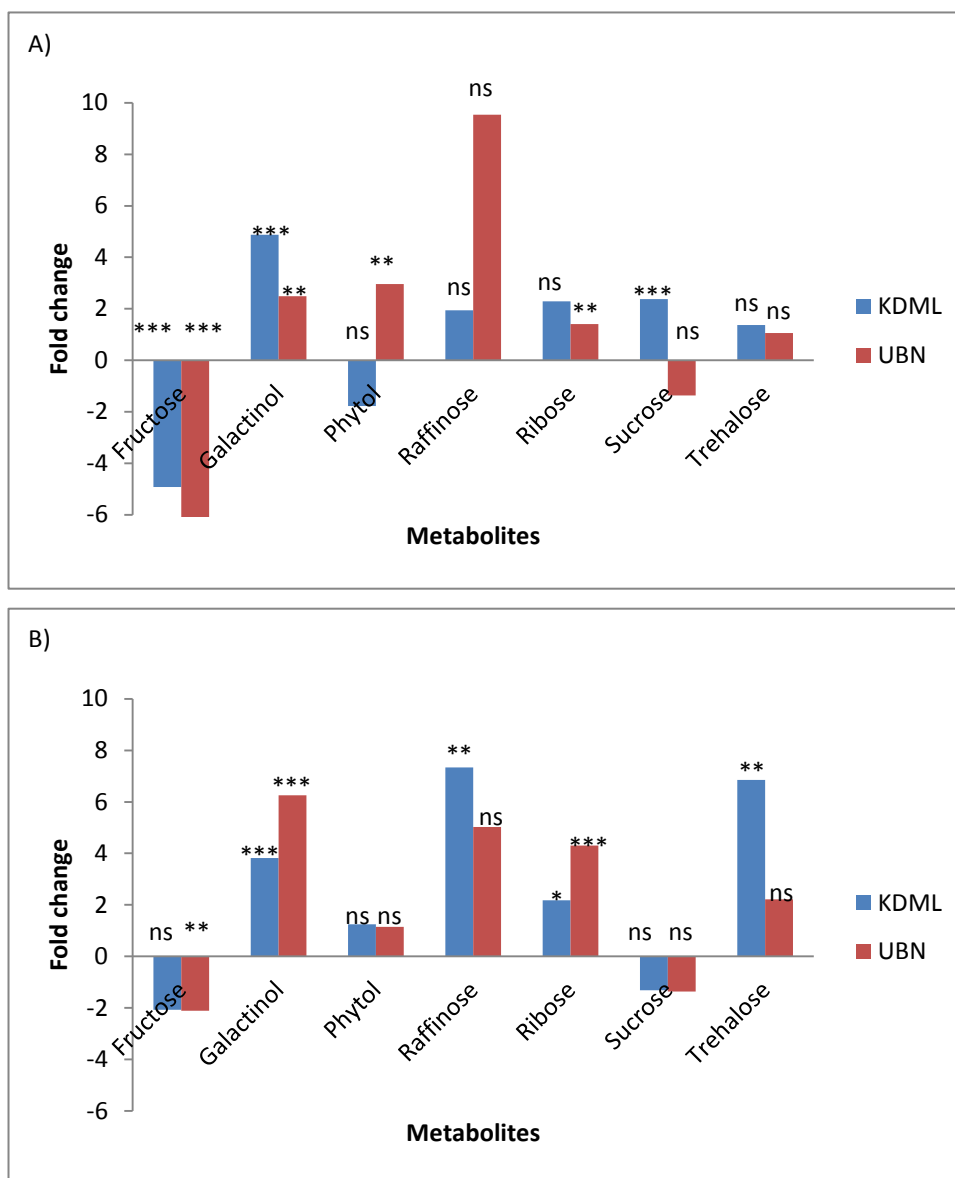 A)
ns
10
8
6
***
4
**
**
ns
ns
***
2
**
ns
ns
ns
ns
***
***
0
-2
-4
-6
Fold change
Fructose
Galactinol
Phytol
Raffinose
Ribose
Sucrose
Trehalose
Metabolites
KDML
UBN
B)
10
8
**
**
***
6
ns
***
***
4
*
ns
2
ns ns
ns
**
ns
ns
0
-2
-4
-6
Fold change
Fructose
Galactinol
Phytol
Raffinose
Ribose
Sucrose
Trehalose
Metabolites
KDML
UBN